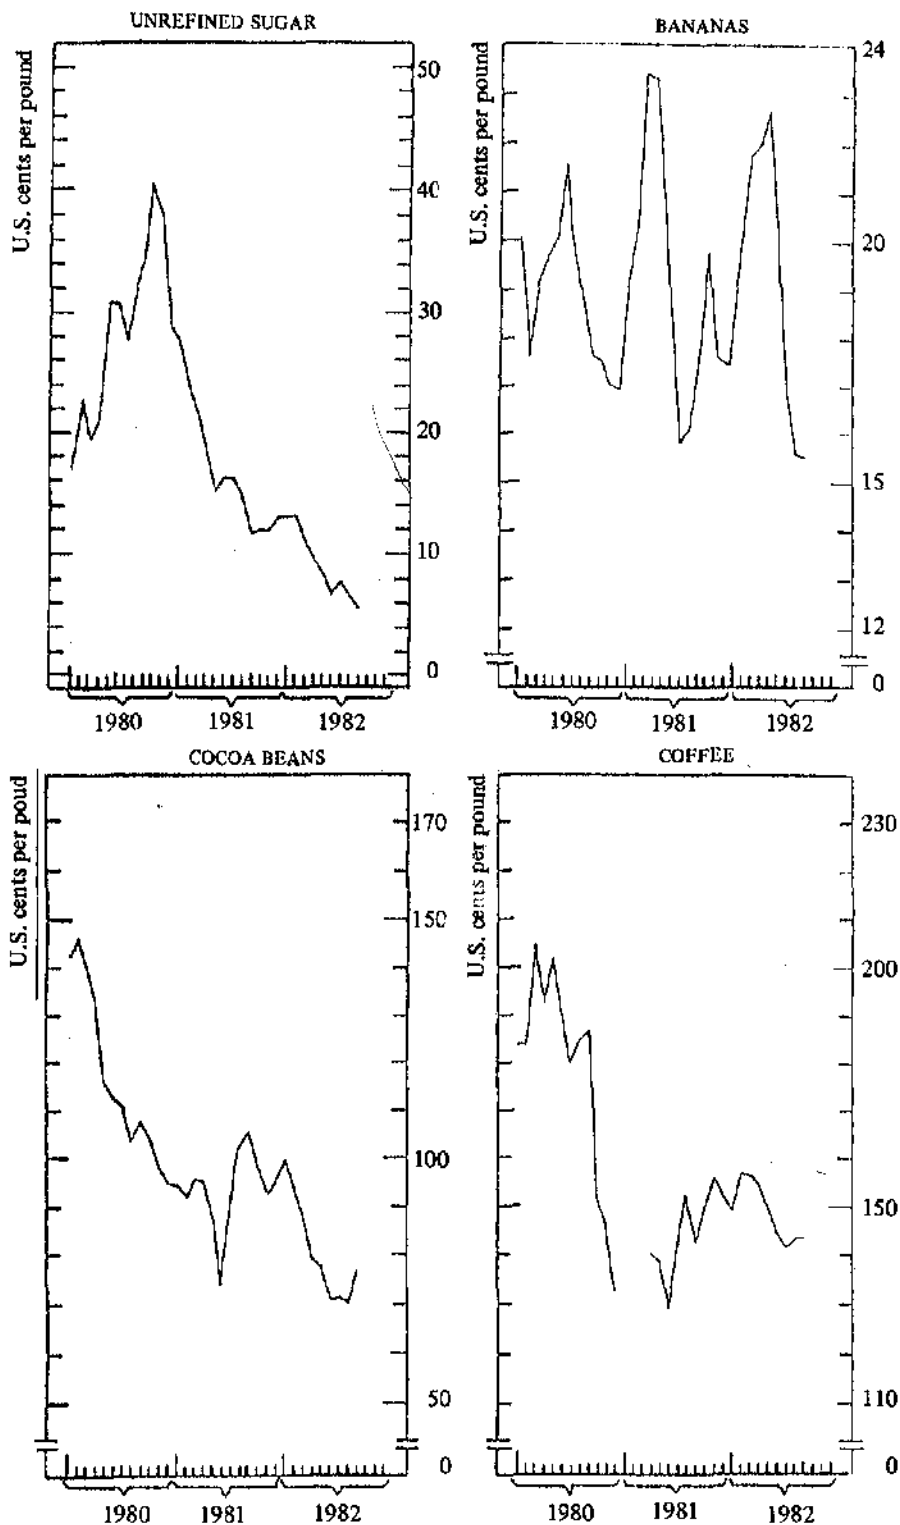 UNREFINED SUGAR
U.S. cents per pound
50
40
30
20
10
0
1980 1981 1982
BANANAS
U.S. cents per pound
24
20
15
12
0
1980 1981 1982
COCOA BEANS
U.S. cents per poud
170
150
100
50
0
1980 1981 1982
COFFEE
U.S. cents per pound
230
200
150
110
0
1980 1981 1982